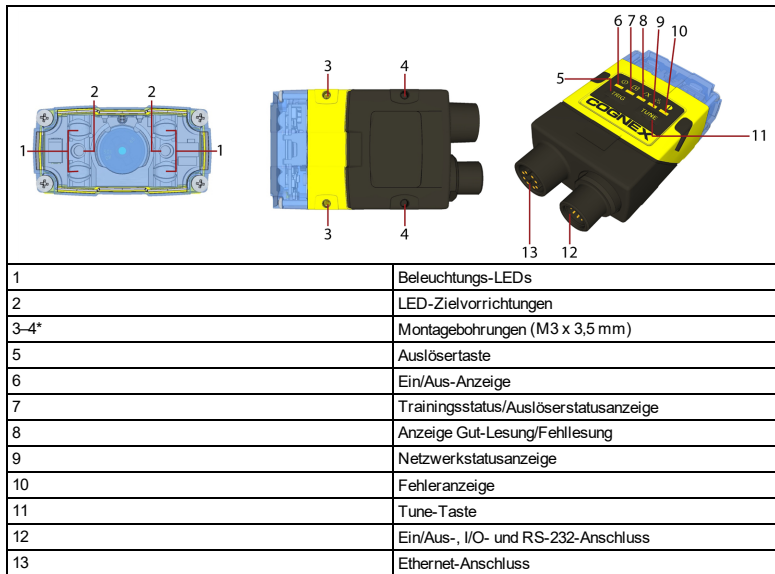 6 7 8 9 10
2 2
3 4
5
TRIG
TUNE
COGNEX
1 1
11
3 4
13 12
1 Beleuchtungs-LEDs
2 LED-Zielvorrichtungen
3–4* Montagebohrungen (M3 x 3,5 mm)
5 Auslösertaste
6 Ein/Aus-Anzeige
7 Trainingsstatus/Auslöserstatusanzeige
8 Anzeige Gut-Lesung/Fehllesung
9 Netzwerkstatusanzeige
10 Fehleranzeige
11 Tune-Taste
12 Ein/Aus-, I/O- und RS-232-Anschluss
13 Ethernet-Anschluss